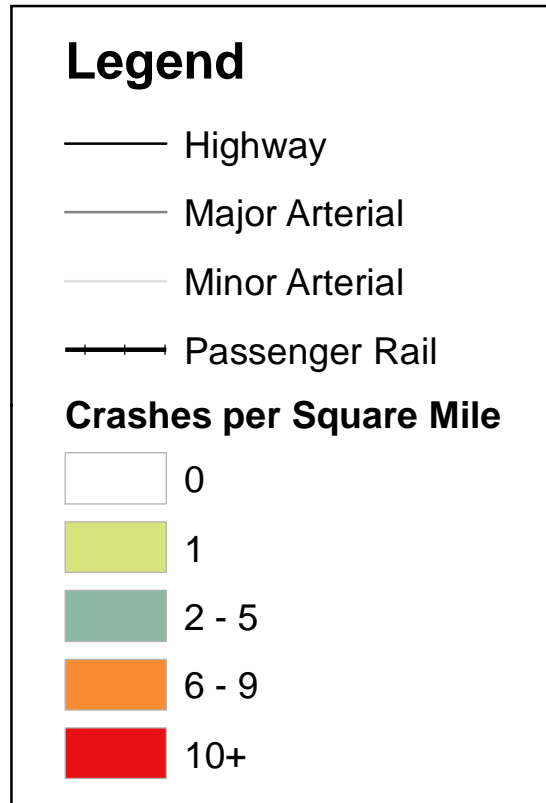 Legend
Highway
Major Arterial
Minor Arterial
Passenger Rail
Crashes per Square Mile
0
1
2 - 5
6 - 9
10+